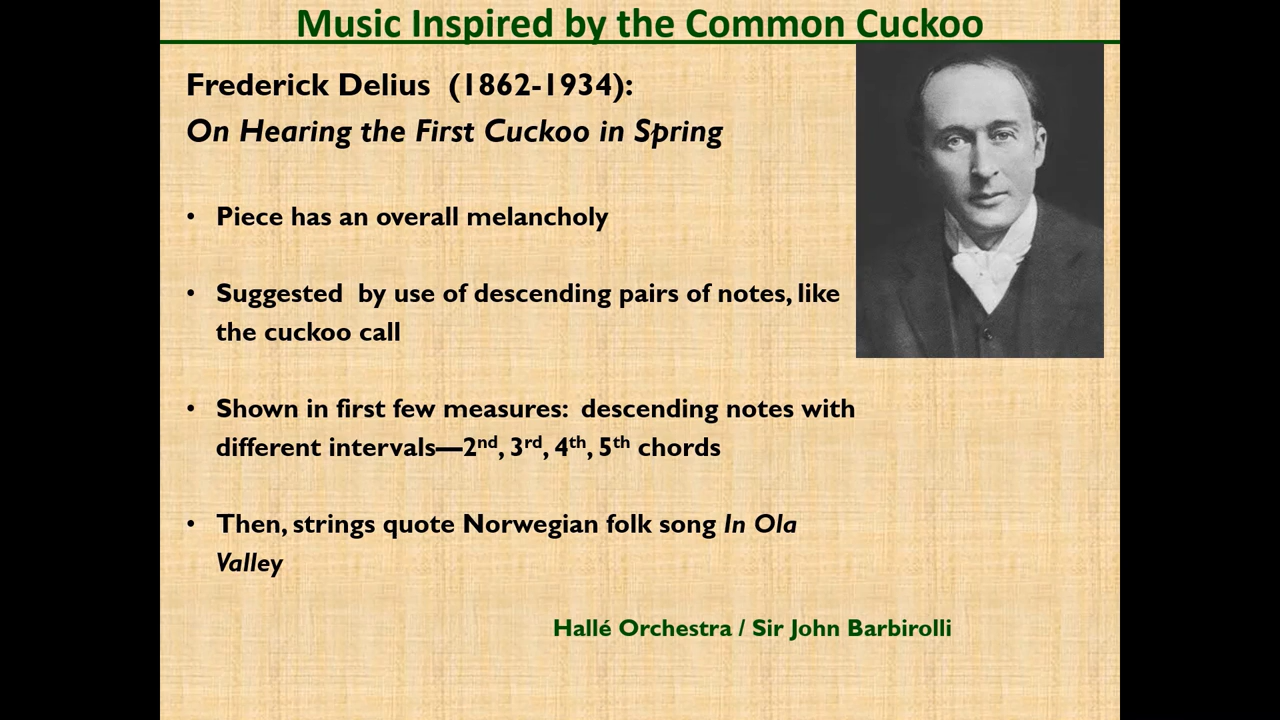 Music Inspired by the Common Cuckoo
Frederick Delius (1862-1934):
On Hearing the First Cuckoo in Spring
• Piece has an overall melancholy
• Suggested by use of descending pairs of notes, like
the cuckoo call
• Shown in first few measures: descending notes with
different intervals—2nd, 3rd, 4th, 5th chords
• Then, strings quote Norwegian folk song In Ola
Valley
Hallé Orchestra / Sir John Barbirolli